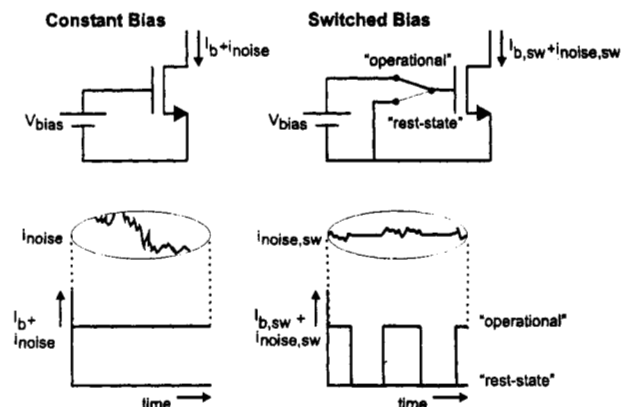 Constant Bias
Switched Bias
Ib+inoise
Vbias
"operational"
Ib,sw+inoise,sw
Vbias
"rest-state"
inoise
inoise,sw
Ib+
inoise
Ib,sw +
inoise,sw
"operational"
"rest-state"
time
time